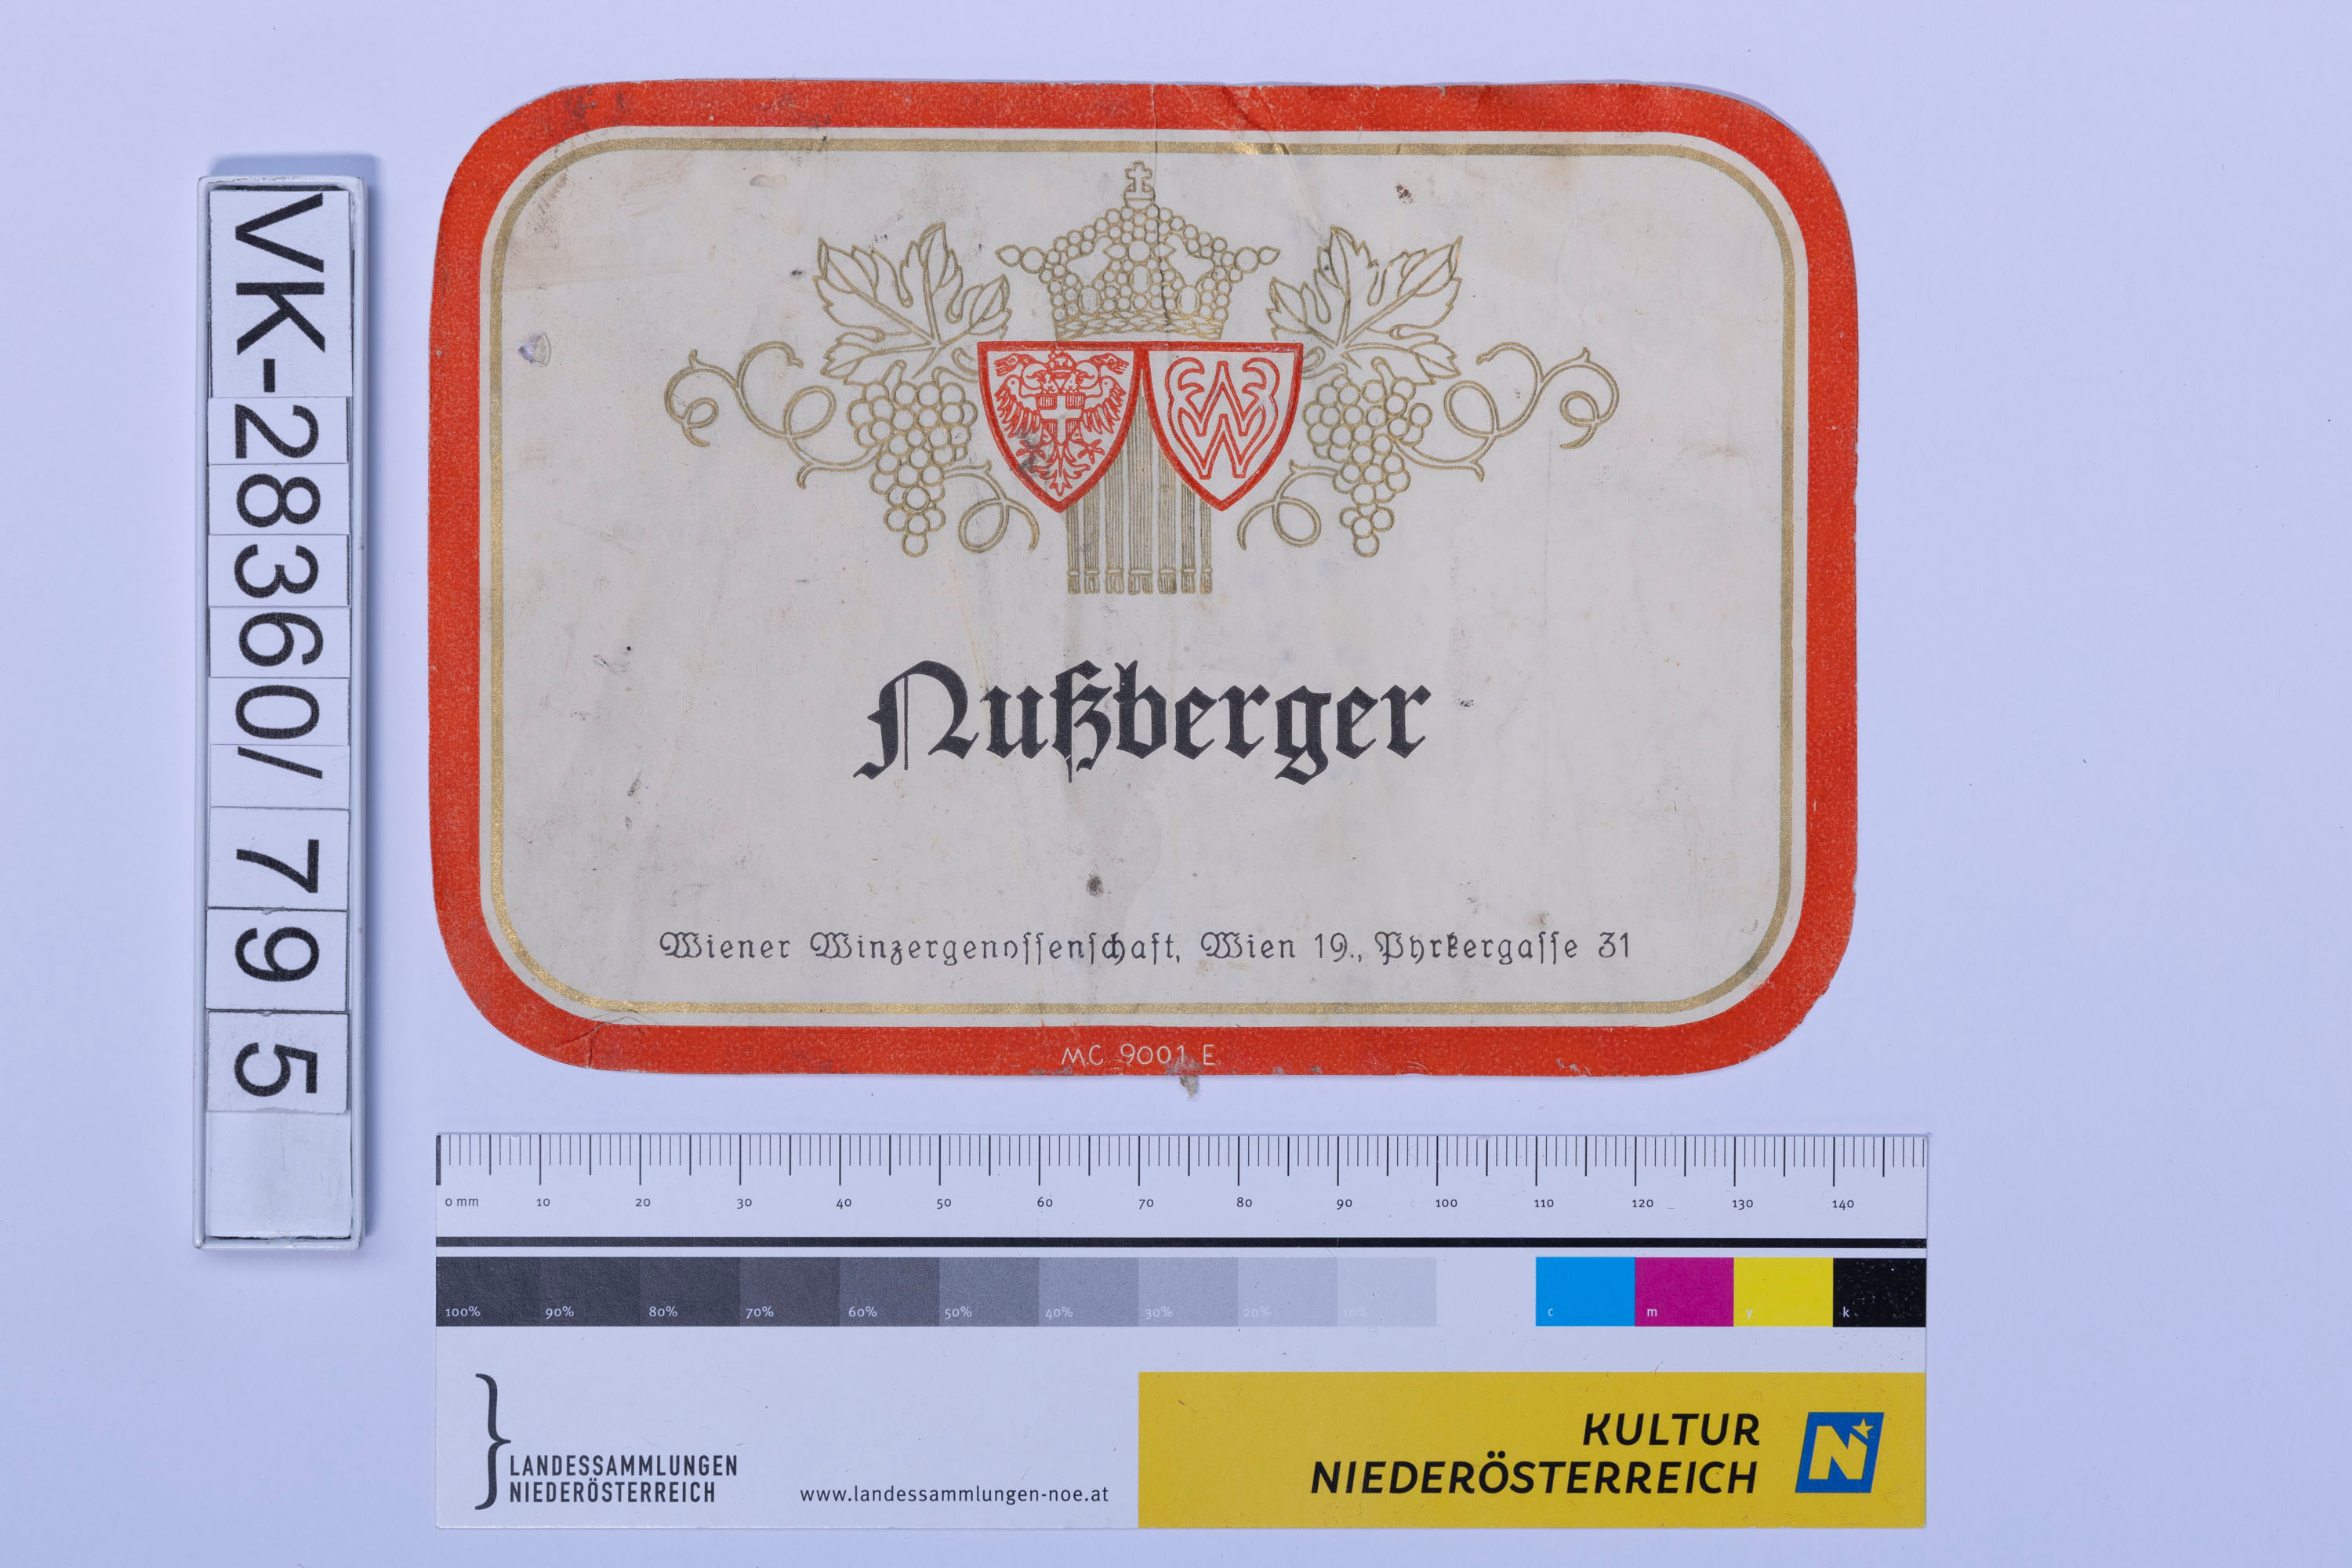 VK-28360/795
W
W
Nußberger
Wiener Winzergenossenschaft, Wien 19., Pyrkergasse 31
MC 9001 E
0 mm 10 20 30 40 50 60 70 80 90 100 110 120 130 140
100% 90% 80% 70% 60% 50% 40% 30% 20% 10% c m y k
LANDESSAMMLUNGEN
NIEDERÖSTERREICH
www.landessammlungen-noe.at
KULTUR
NIEDERÖSTERREICH
N